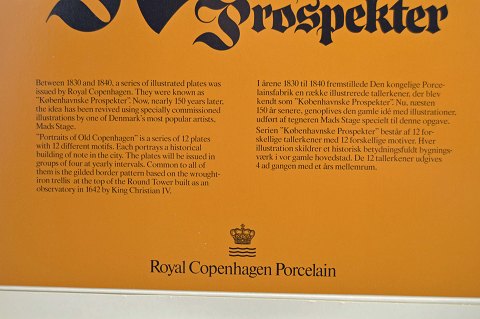 Prospekter
Between 1830 and 1840, a series of illustrated plates was
issued by Royal Copenhagen. They were known as
"Københavnske Prospekter". Now, nearly 150 years later,
the idea has been revived using specially commissioned
illustrations by one of Denmark's most popular artists,
Mads Stage.
"Portraits of Old Copenhagen" is a series of 12 plates
with 12 different motifs. Each portrays a historical
building of note in the city. The plates will be issued in
groups of four at yearly intervals. Common to all of
them is the gilded border pattern based on the wrought-
iron trellis at the top of the Round Tower built as an
observatory in 1642 by King Christian IV.
I årene 1830 til 1840 fremstillede Den kongelige Porce-
lainsfabrik en række illustrerede tallerkener, der blev
kendt som "Københavnske Prospekter". Nu, næsten
150 år senere, genoplives den gamle idé med illustrationer,
udført af tegneren Mads Stage specielt til denne opgave.
Serien "Københavnske Prospekter" består af 12 for-
skellige tallerkener med 12 forskellige motiver. Hver
illustration skildrer et historisk betydningsfuldt bygnings-
værk i vor gamle hovedstad. De 12 tallerkener udgives
4 ad gangen med et års mellemrum.
Royal Copenhagen Porcelain